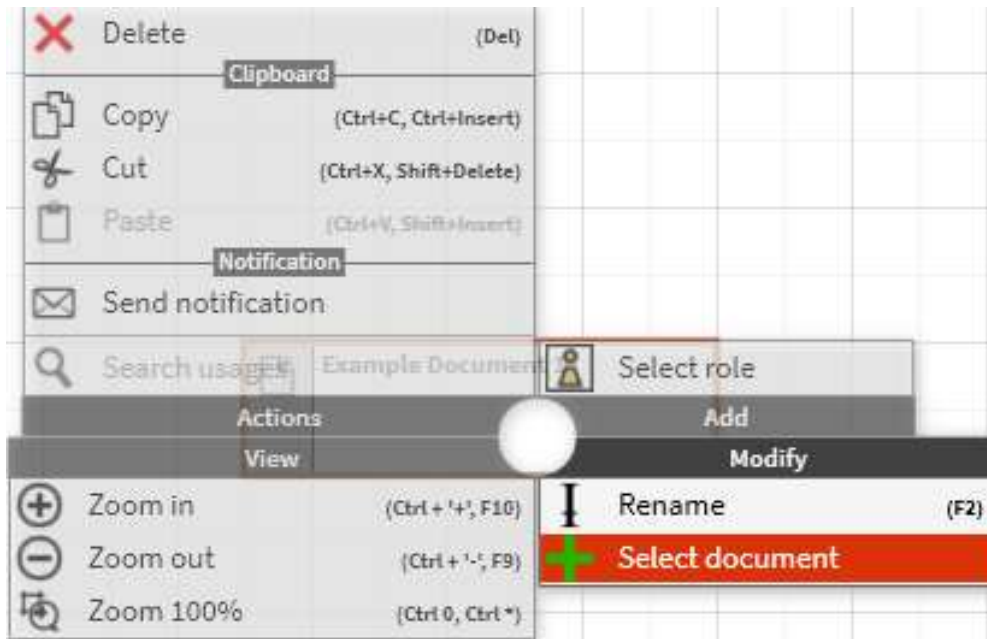 Delete (Del)
Clipboard
Copy (Ctrl+C, Ctrl+Insert)
Cut (Ctrl+X, Shift+Delete)
Paste (Ctrl+V, Shift+Insert)
Notification
Send notification
Search usages Example Document Select role
Actions Add
View Modify
Zoom in (Ctrl + '+', F10) Rename (F2)
Zoom out (Ctrl + '-', F9) Select document
Zoom 100% (Ctrl 0, Ctrl *)